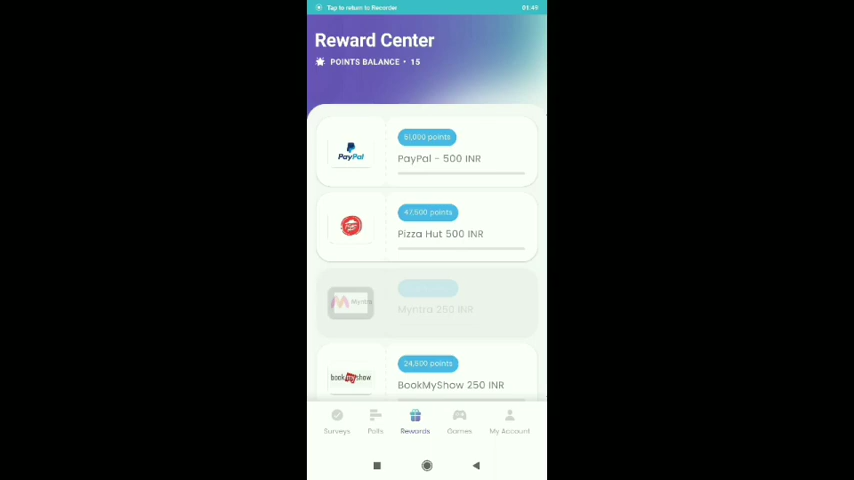 Tap to return to Recorder
01:49
Reward Center
POINTS BALANCE • 15
51,000 points
PayPal
PayPal - 500 INR
47,500 points
Pizza Hut 500 INR
Myntra
Myntra 250 INR
24,500 points
bookmyshow
BookMyShow 250 INR
Surveys
Polls
Rewards
Games
My Account